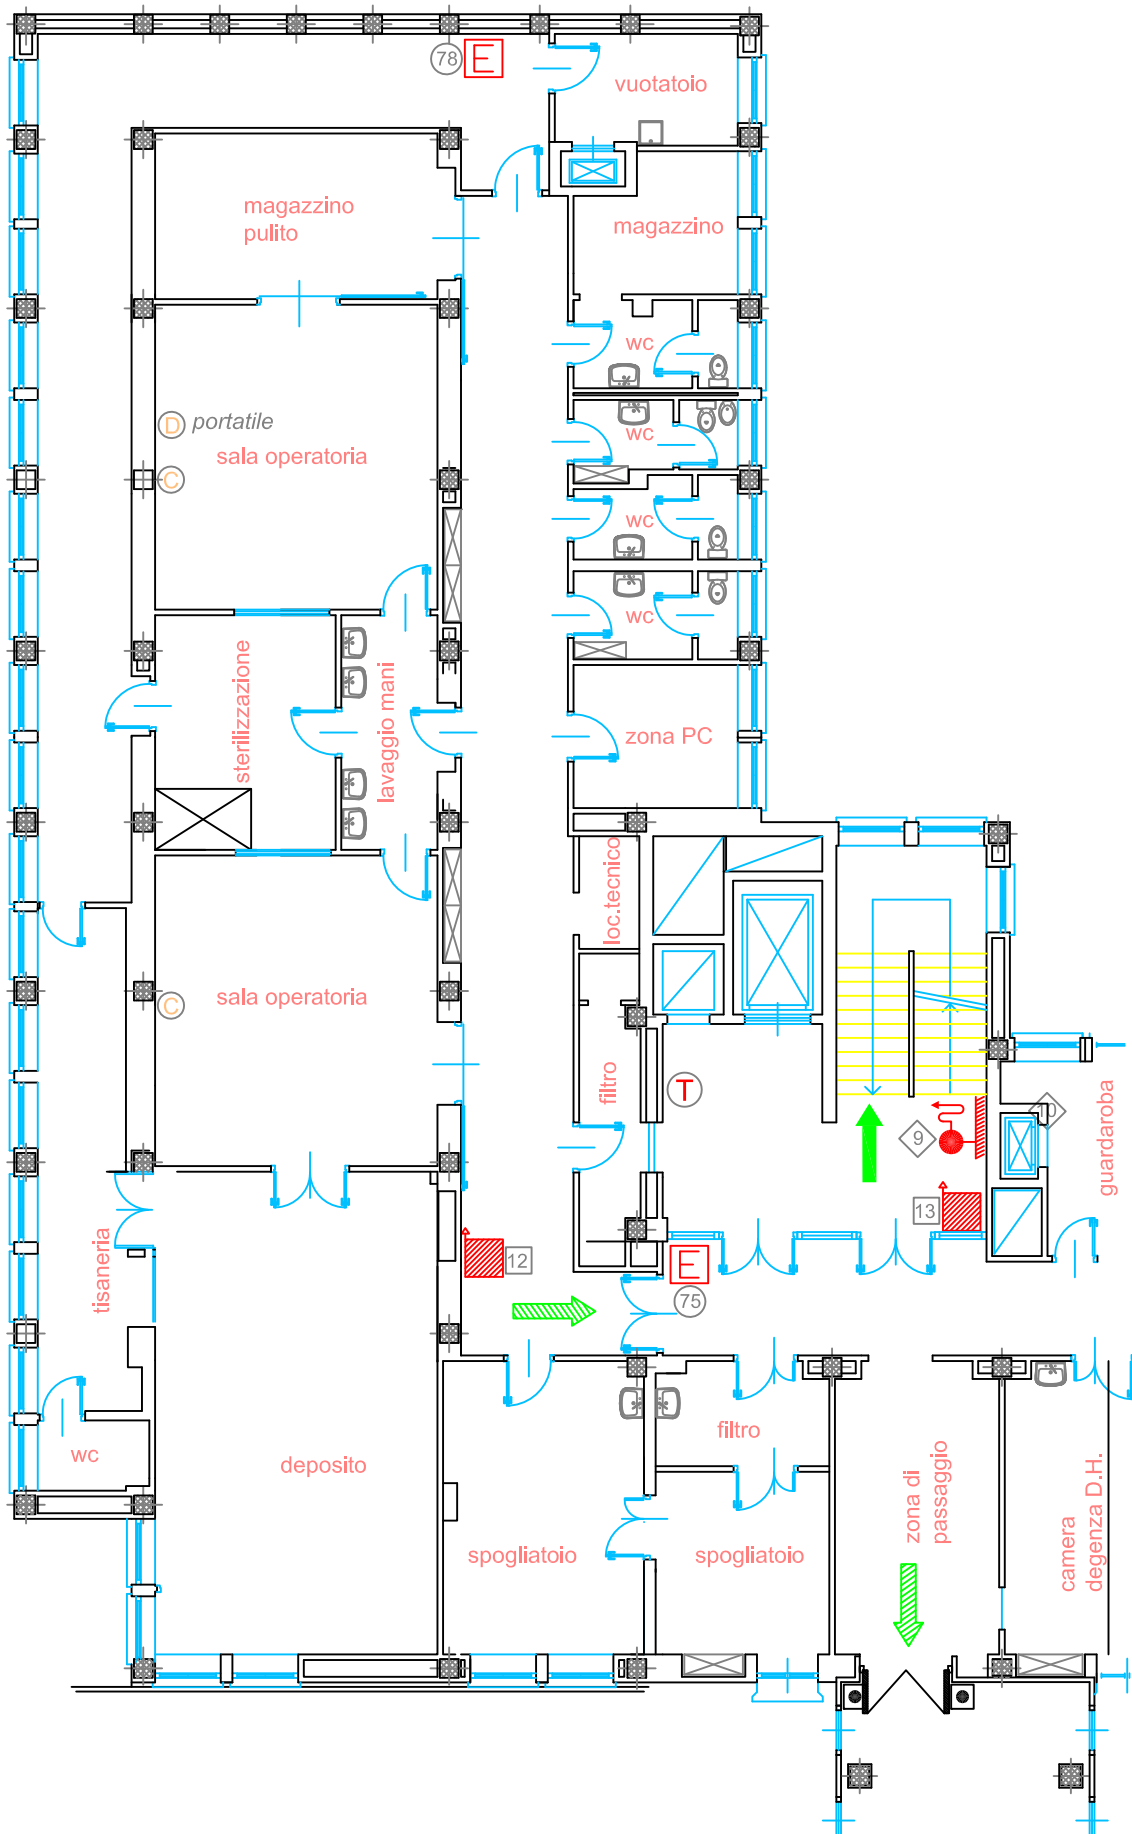 78 E
vuotatoio
magazzino
pulito
magazzino
wc
D portatile
wc
sala operatoria
C
wc
wc
sterilizzazione
lavaggio mani
zona PC
loc.tecnico
sala operatoria
C
filtro
T
9
10
guardaroba
13
12
tisaneria
E
75
filtro
wc
deposito
zona di
passaggio
camera
degenza D.H.
spogliatoio
spogliatoio